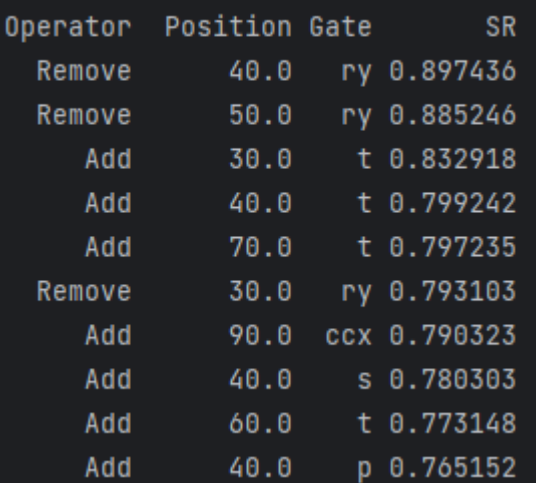 Operator Position Gate SR
Remove 40.0 ry 0.897436
Remove 50.0 ry 0.885246
Add 30.0 t 0.832918
Add 40.0 t 0.799242
Add 70.0 t 0.797235
Remove 30.0 ry 0.793103
Add 90.0 ccx 0.790323
Add 40.0 s 0.780303
Add 60.0 t 0.773148
Add 40.0 p 0.765152